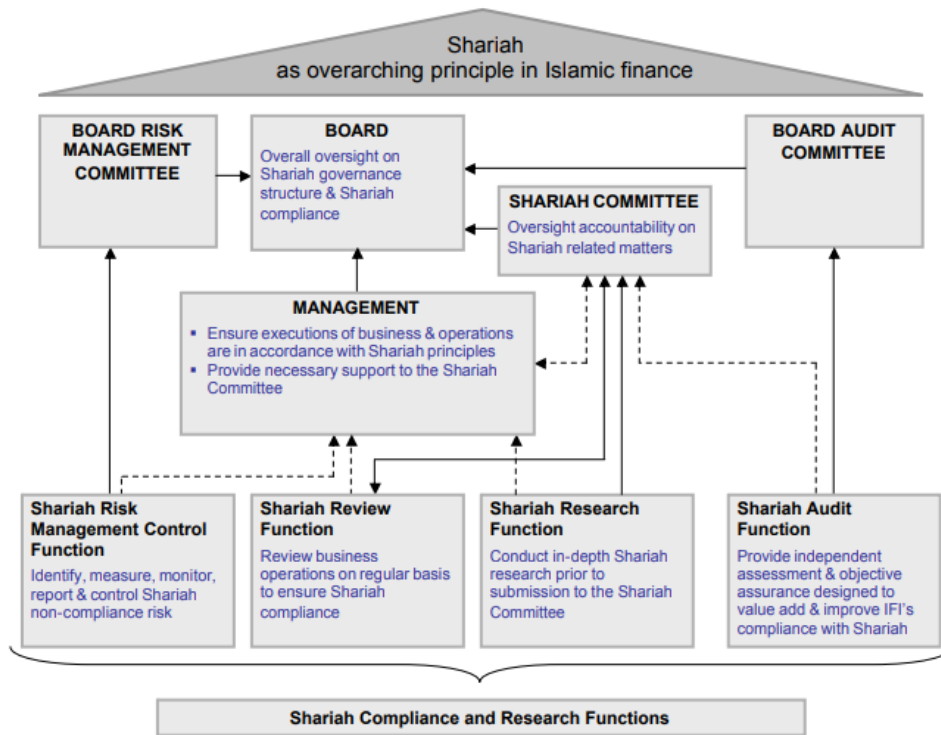 Shariah
as overarching principle in Islamic finance
BOARD RISK
MANAGEMENT
COMMITTEE
BOARD
Overall oversight on
Shariah governance
structure & Shariah
compliance
BOARD AUDIT
COMMITTEE
SHARIAH COMMITTEE
Oversight accountability on
Shariah related matters
MANAGEMENT
▪ Ensure executions of business & operations
are in accordance with Shariah principles
▪ Provide necessary support to the Shariah
Committee
Shariah Risk
Management Control
Function
Identify, measure, monitor,
report & control Shariah
non-compliance risk
Shariah Review
Function
Review business
operations on regular basis
to ensure Shariah
compliance
Shariah Research
Function
Conduct in-depth Shariah
research prior to
submission to the Shariah
Committee
Shariah Audit
Function
Provide independent
assessment & objective
assurance designed to
value add & improve IFI's
compliance with Shariah
Shariah Compliance and Research Functions